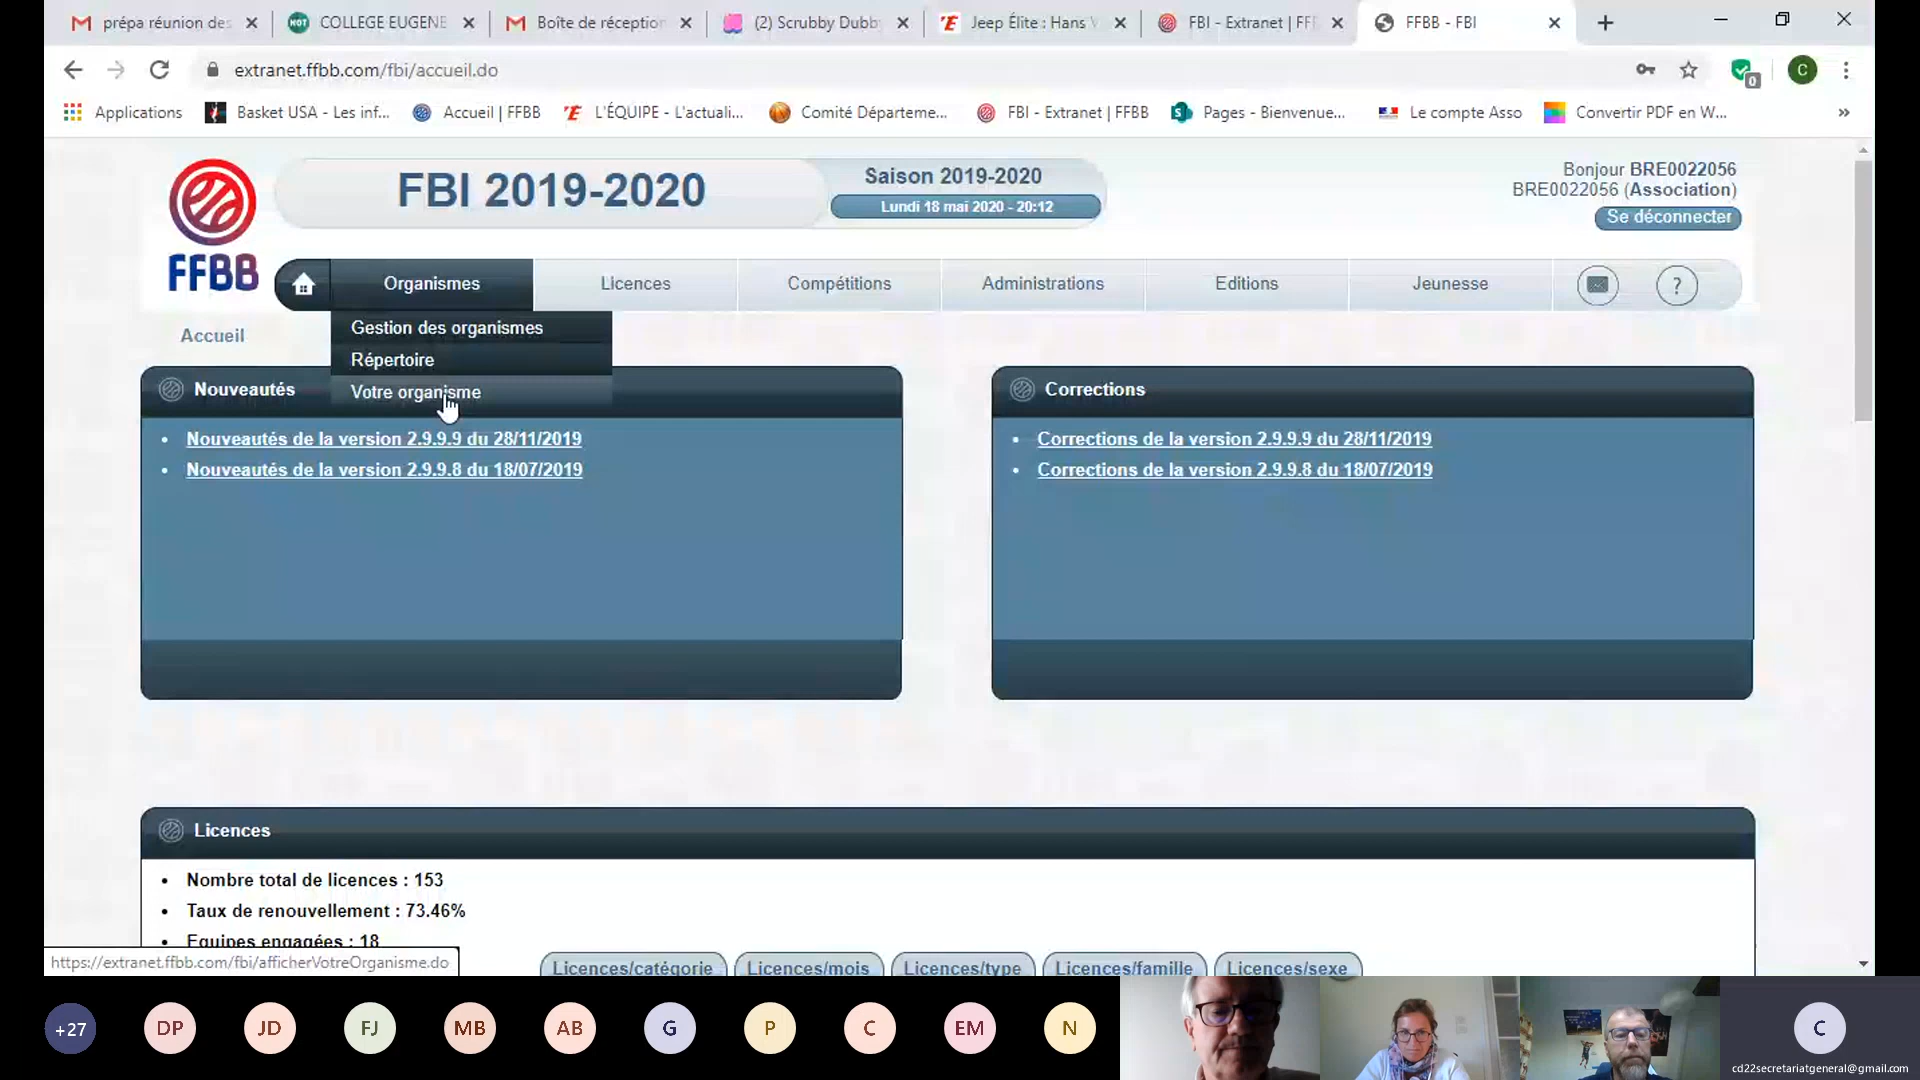 prépa réunion des
COLLEGE EUGENE
Boîte de réception
(2) Scrubby Dubb
Jeep Élite : Hans V
FBI - Extranet | FF
FFBB - FBI
extranet.ffbb.com/fbi/accueil.do
0
C
Applications
Basket USA - Les inf...
Accueil | FFBB
L'ÉQUIPE - L'actuali...
Comité Départeme...
FBI - Extranet | FFBB
Pages - Bienvenue...
Le compte Asso
Convertir PDF en W...
»
FBI 2019-2020
Saison 2019-2020
Lundi 18 mai 2020 - 20:12
Bonjour BRE0022056
BRE0022056 (Association)
Se déconnecter
FFBB
Organismes
Licences
Compétitions
Administrations
Editions
Jeunesse
?
Gestion des organismes
Répertoire
Votre organisme
Accueil
Nouveautés
• Nouveautés de la version 2.9.9.9 du 28/11/2019
• Nouveautés de la version 2.9.9.8 du 18/07/2019
Corrections
• Corrections de la version 2.9.9.9 du 28/11/2019
• Corrections de la version 2.9.9.8 du 18/07/2019
Licences
• Nombre total de licences : 153
• Taux de renouvellement : 73.46%
• Equipes engagées : 18
https://extranet.ffbb.com/fbi/afficherVotreOrganisme.do
Licences/catégorie
Licences/mois
Licences/type
Licences/famille
Licences/sexe
+27
DP
JD
FJ
MB
AB
G
P
C
EM
N
C
cd22secretariatgeneral@gmail.com